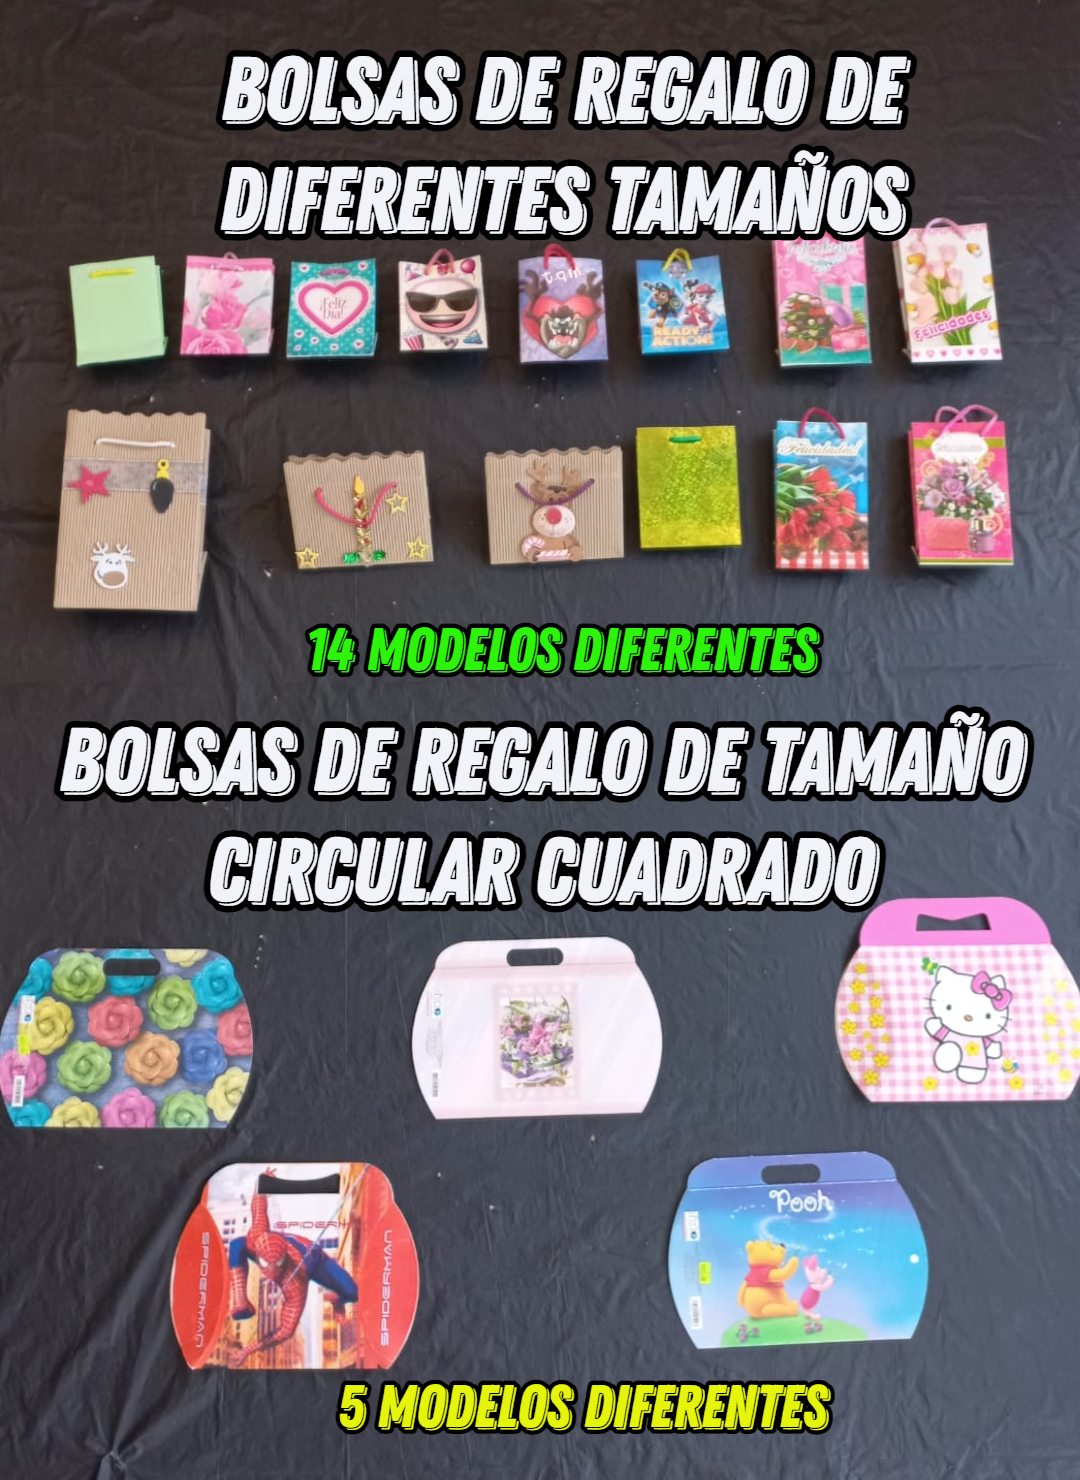 BOLSAS DE REGALO DE
DIFERENTES TAMAÑOS
¡Feliz
Día!
t.q.m
READY
ACTION!
Felicidades
Felicidades!
14 MODELOS DIFERENTES
BOLSAS DE REGALO DE TAMAÑO
CIRCULAR CUADRADO
SPIDERMAN
SPIDERM
SPIDERMAN
Pooh
5 MODELOS DIFERENTES